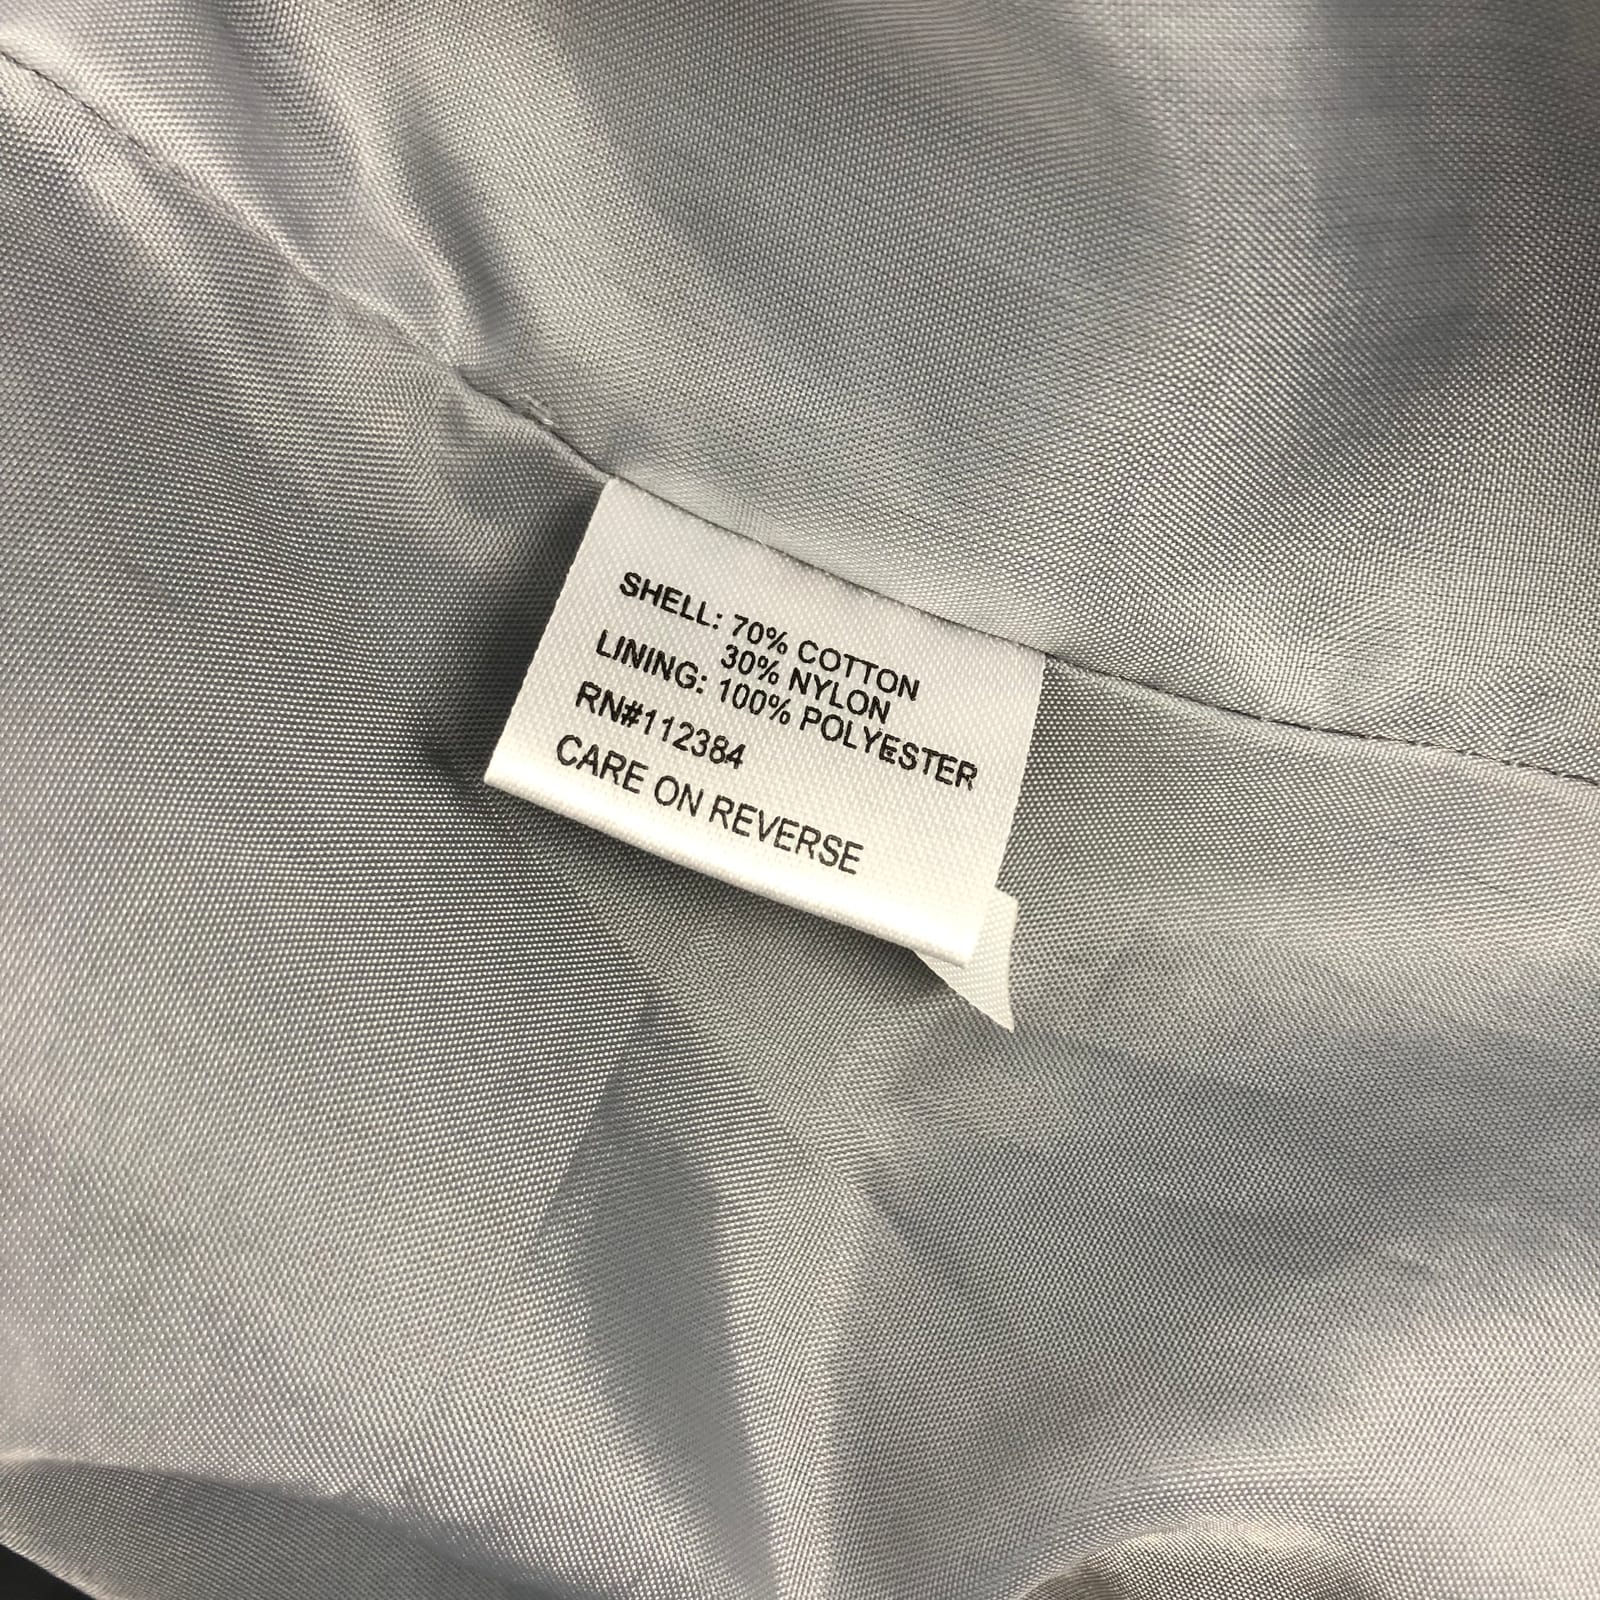 SHELL: 70% COTTON
30% NYLON
LINING: 100% POLYESTER
RN#112384
CARE ON REVERSE